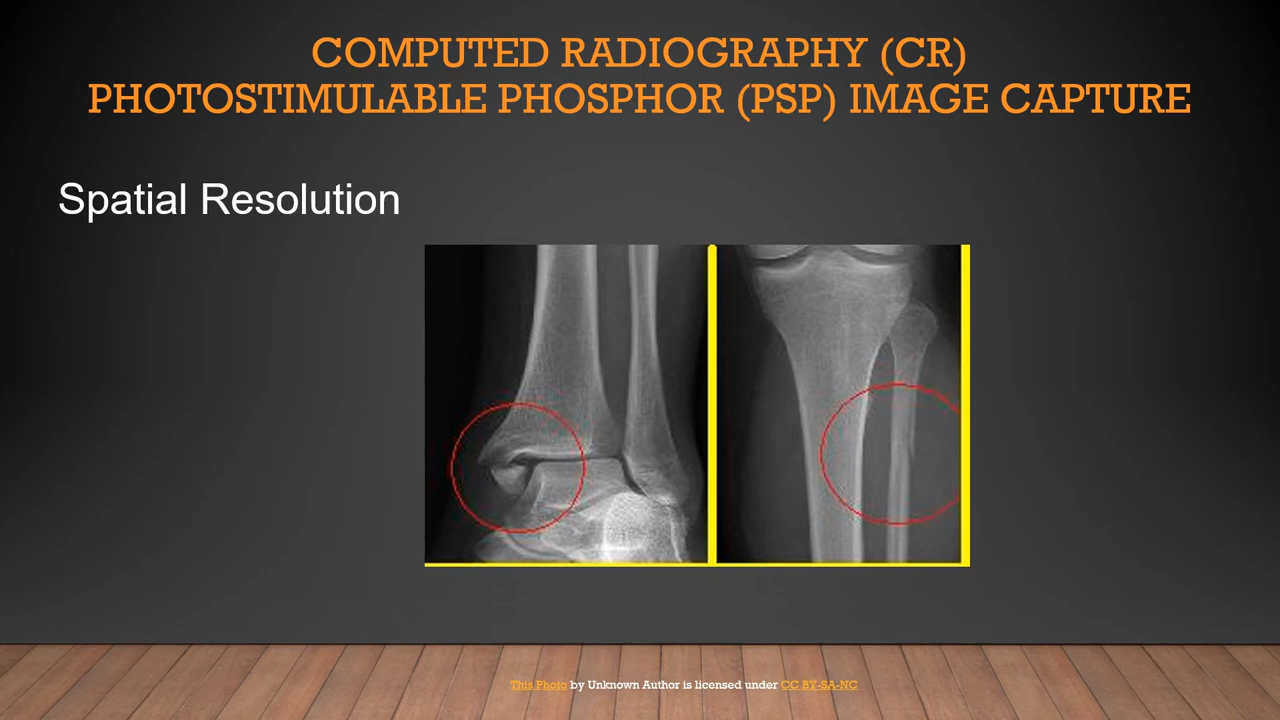 COMPUTED RADIOGRAPHY (CR)
PHOTOSTIMULABLE PHOSPHOR (PSP) IMAGE CAPTURE
Spatial Resolution
This Photo by Unknown Author is licensed under CC BY-SA-NC